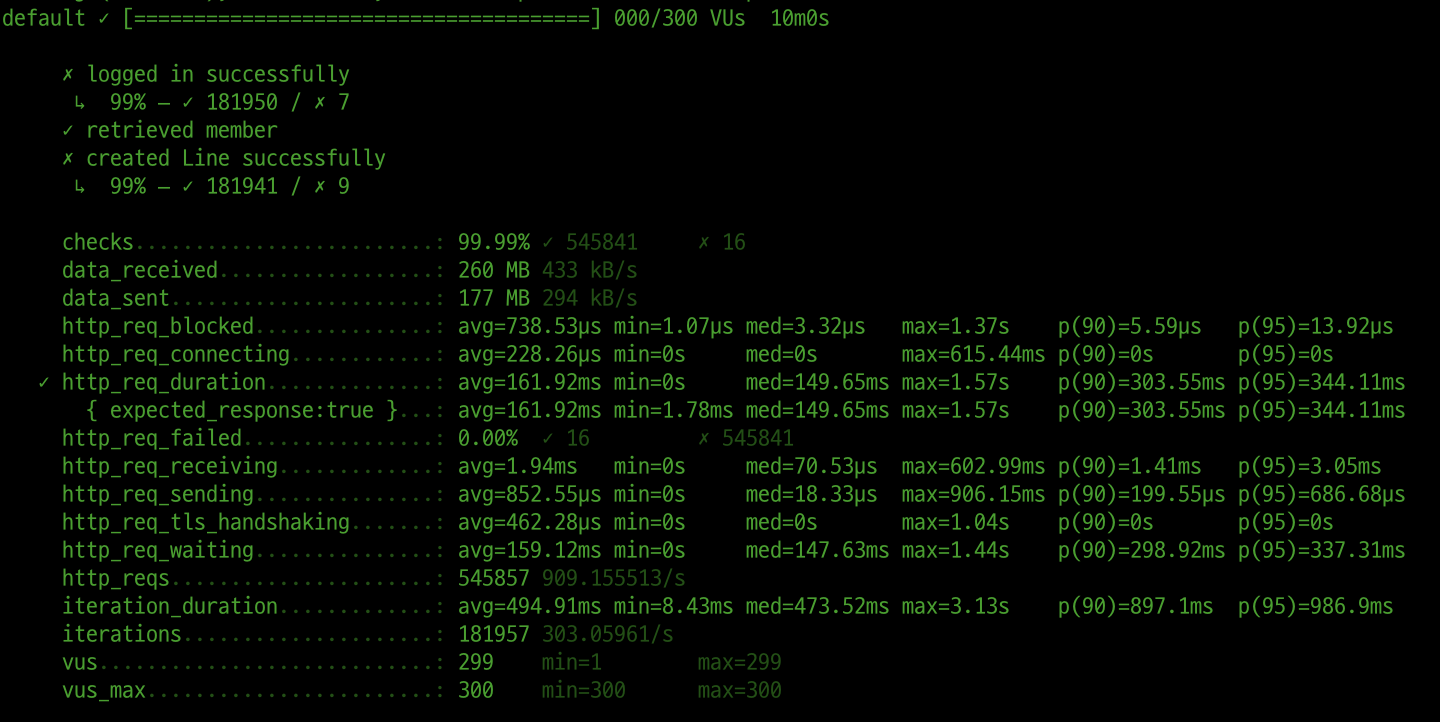 default ✓ [======================================] 000/300 VUs  10m0s
✗ logged in successfully
↳  99% — ✓ 181950 / ✗ 7
✓ retrieved member
✗ created Line successfully
↳  99% — ✓ 181941 / ✗ 9
checks.........................: 99.99% ✓ 545841     ✗ 16
data_received..................: 260 MB 433 kB/s
data_sent......................: 177 MB 294 kB/s
http_req_blocked...............: avg=738.53µs min=1.07µs med=3.32µs   max=1.37s    p(90)=5.59µs   p(95)=13.92µs
http_req_connecting............: avg=228.26µs min=0s     med=0s       max=615.44ms p(90)=0s       p(95)=0s
✓ http_req_duration..............: avg=161.92ms min=0s     med=149.65ms max=1.57s    p(90)=303.55ms p(95)=344.11ms
{ expected_response:true }...: avg=161.92ms min=1.78ms med=149.65ms max=1.57s    p(90)=303.55ms p(95)=344.11ms
http_req_failed................: 0.00%  ✓ 16         ✗ 545841
http_req_receiving.............: avg=1.94ms   min=0s     med=70.53µs  max=602.99ms p(90)=1.41ms   p(95)=3.05ms
http_req_sending...............: avg=852.55µs min=0s     med=18.33µs  max=906.15ms p(90)=199.55µs p(95)=686.68µs
http_req_tls_handshaking.......: avg=462.28µs min=0s     med=0s       max=1.04s    p(90)=0s       p(95)=0s
http_req_waiting...............: avg=159.12ms min=0s     med=147.63ms max=1.44s    p(90)=298.92ms p(95)=337.31ms
http_reqs......................: 545857 909.155513/s
iteration_duration.............: avg=494.91ms min=8.43ms med=473.52ms max=3.13s    p(90)=897.1ms  p(95)=986.9ms
iterations.....................: 181957 303.05961/s
vus............................: 299    min=1        max=299
vus_max........................: 300    min=300      max=300